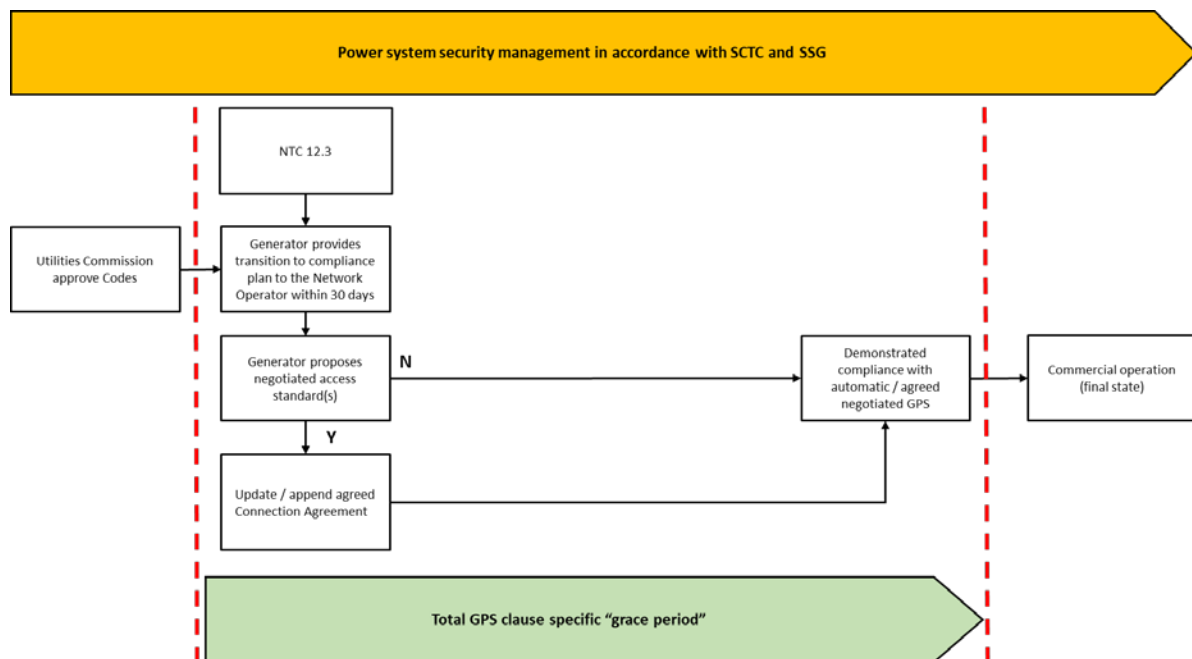 Power system security management in accordance with SCTC and SSG
NTC 12.3
Utilities Commission
approve Codes
Generator provides
transition to compliance
plan to the Network
Operator within 30 days
Generator proposes
negotiated access
standard(s)
N
Y
Update / append agreed
Connection Agreement
Demonstrated
compliance with
automatic / agreed
negotiated GPS
Commercial operation
(final state)
Total GPS clause specific “grace period”